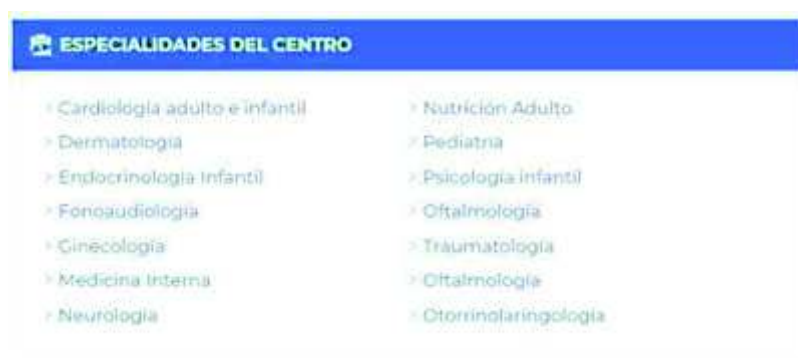 ESPECIALIDADES DEL CENTRO
> Cardiología adulto e infantil
> Dermatología
> Endocrinología Infantil
> Fonoaudiología
> Ginecología
> Medicina Interna
> Neurología
> Nutrición Adulto
> Pediatría
> Psicología infantil
> Oftalmología
> Traumatología
> Oftalmología
> Otorrinolaringología